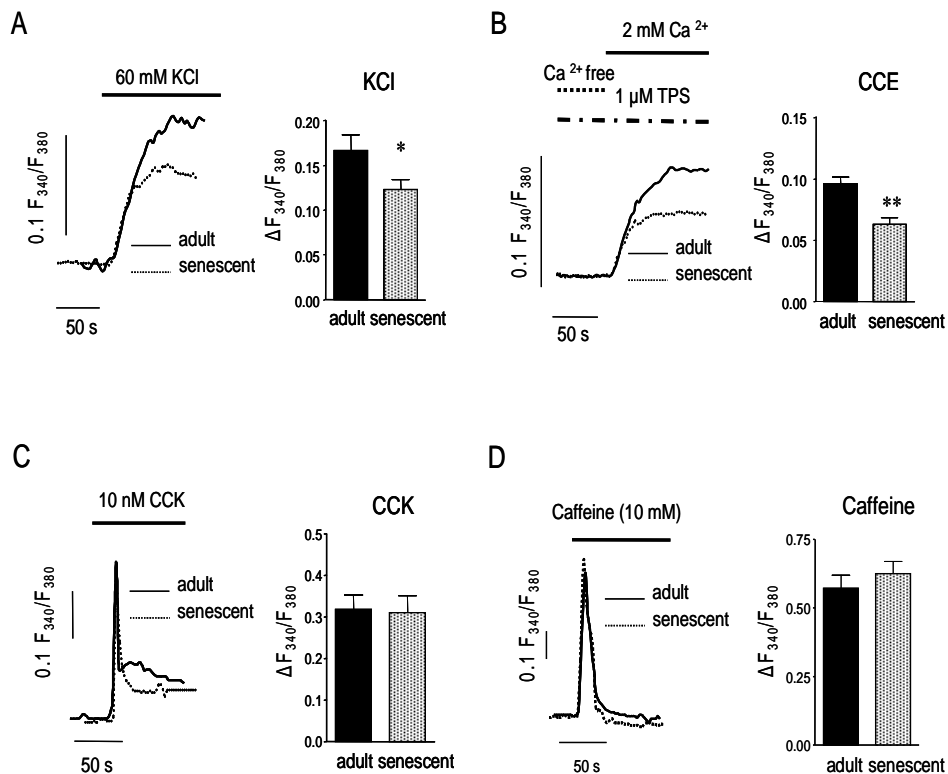 A
60 mM KCl
0.1 F340/F380
adult
senescent
50 s
KCl
ΔF340/F380
0.20
0.15
0.10
0.05
0.00
*
adult senescent
B
2 mM Ca 2+
Ca 2+ free
1 µM TPS
0.1 F340/F380
adult
senescent
50 s
CCE
ΔF340/F380
0.15
0.10
0.05
0.00
**
adult senescent
C
10 nM CCK
0.1 F340/F380
adult
senescent
50 s
CCK
ΔF340/F380
0.5
0.4
0.3
0.2
0.1
0.0
adult senescent
D
Caffeine (10 mM)
0.1 F340/F380
adult
senescent
50 s
Caffeine
ΔF340/F380
0.75
0.50
0.25
0.00
adult senescent